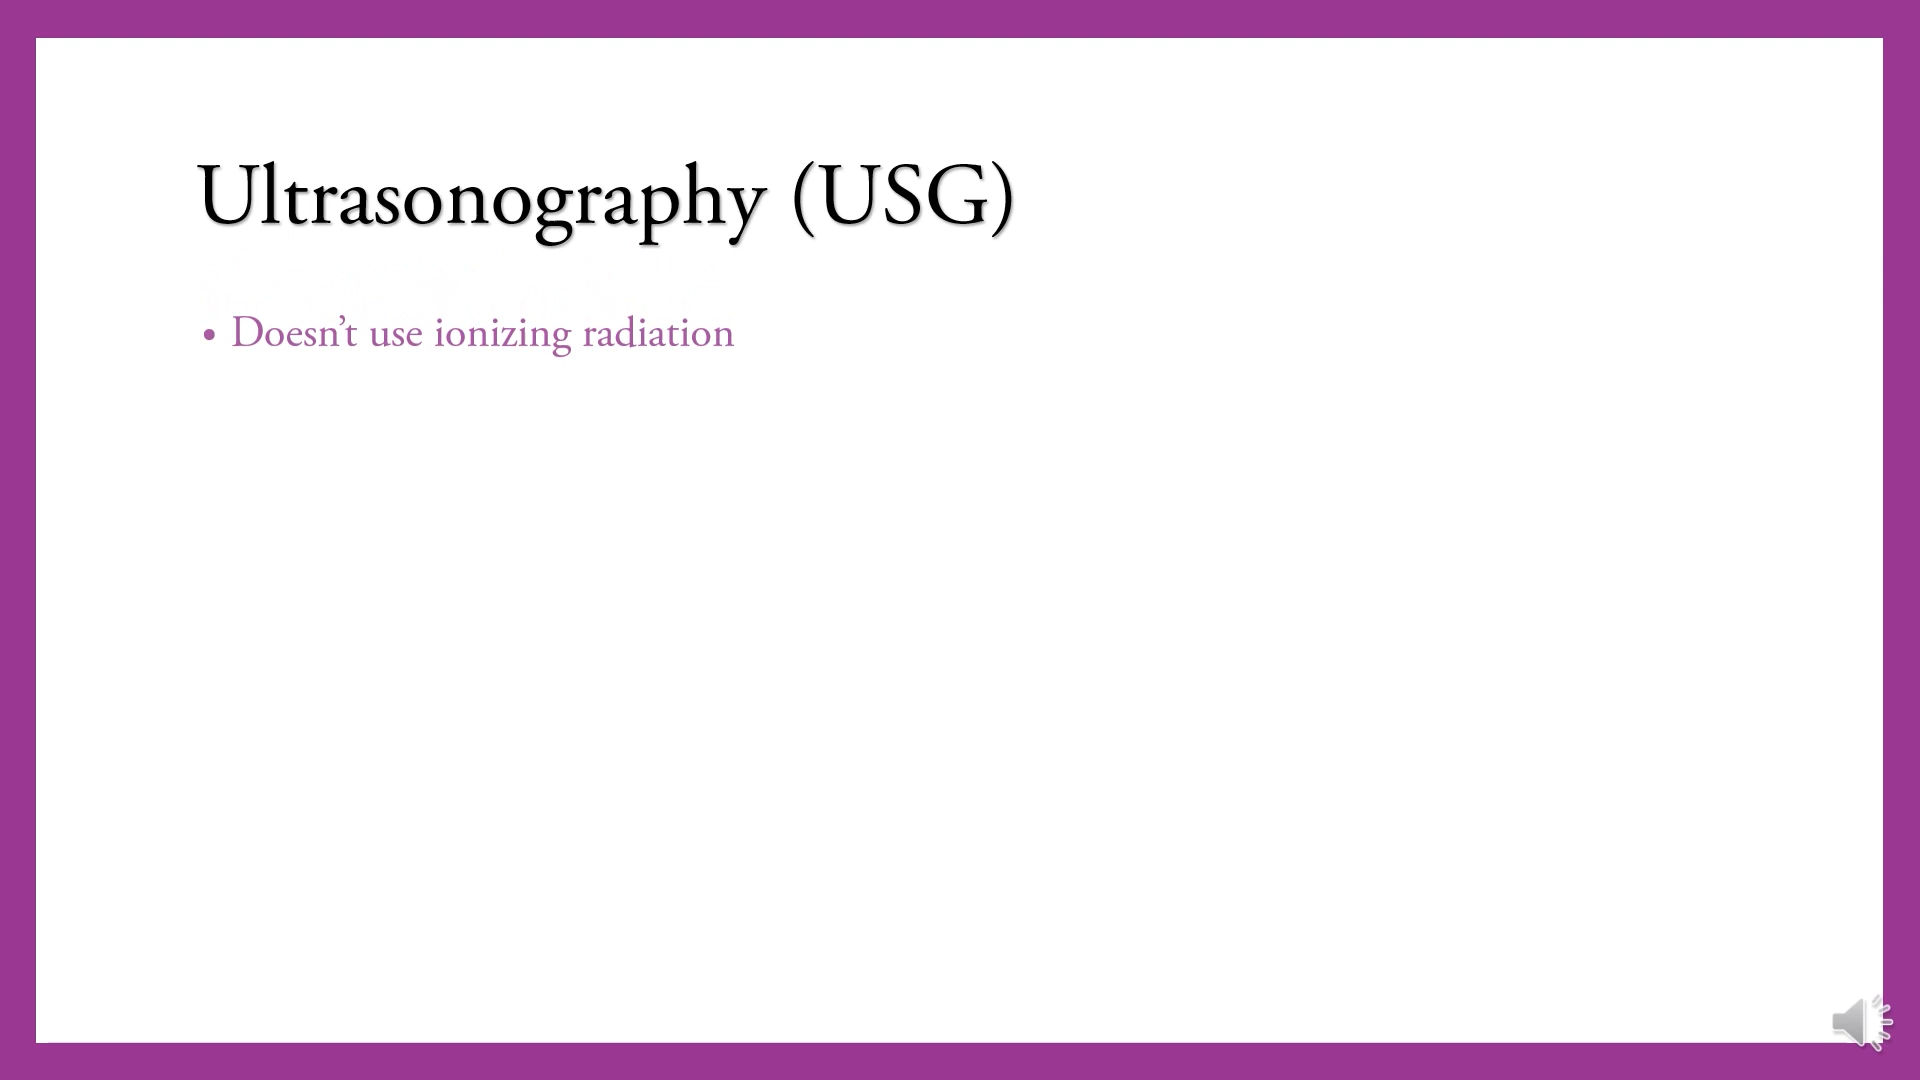 Ultrasonography (USG)
• Doesn’t use ionizing radiation